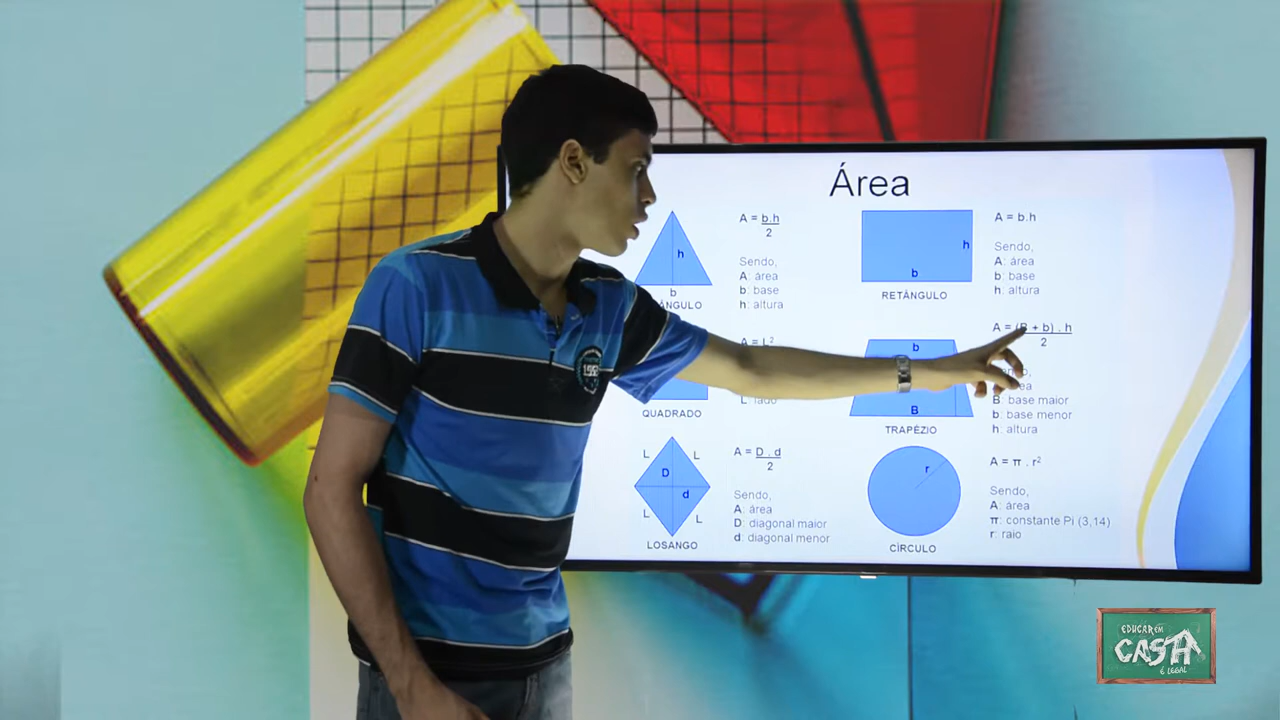 Área
A = b.h
2
h
b
ÂNGULO
Sendo,
A: área
b: base
h: altura
h
b
RETÂNGULO
A = b.h
Sendo,
A: área
b: base
h: altura
A = L²
L: lado
QUADRADO
b
B
TRAPÉZIO
A = (B + b) . h
2
B: base maior
b: base menor
h: altura
L
L
D
d
L
L
LOSANGO
A = D . d
2
Sendo,
A: área
D: diagonal maior
d: diagonal menor
r
CÍRCULO
A = π . r²
Sendo,
A: área
π: constante Pi (3,14)
r: raio
1992
EDUCAR EM
CASA
É LEGAL